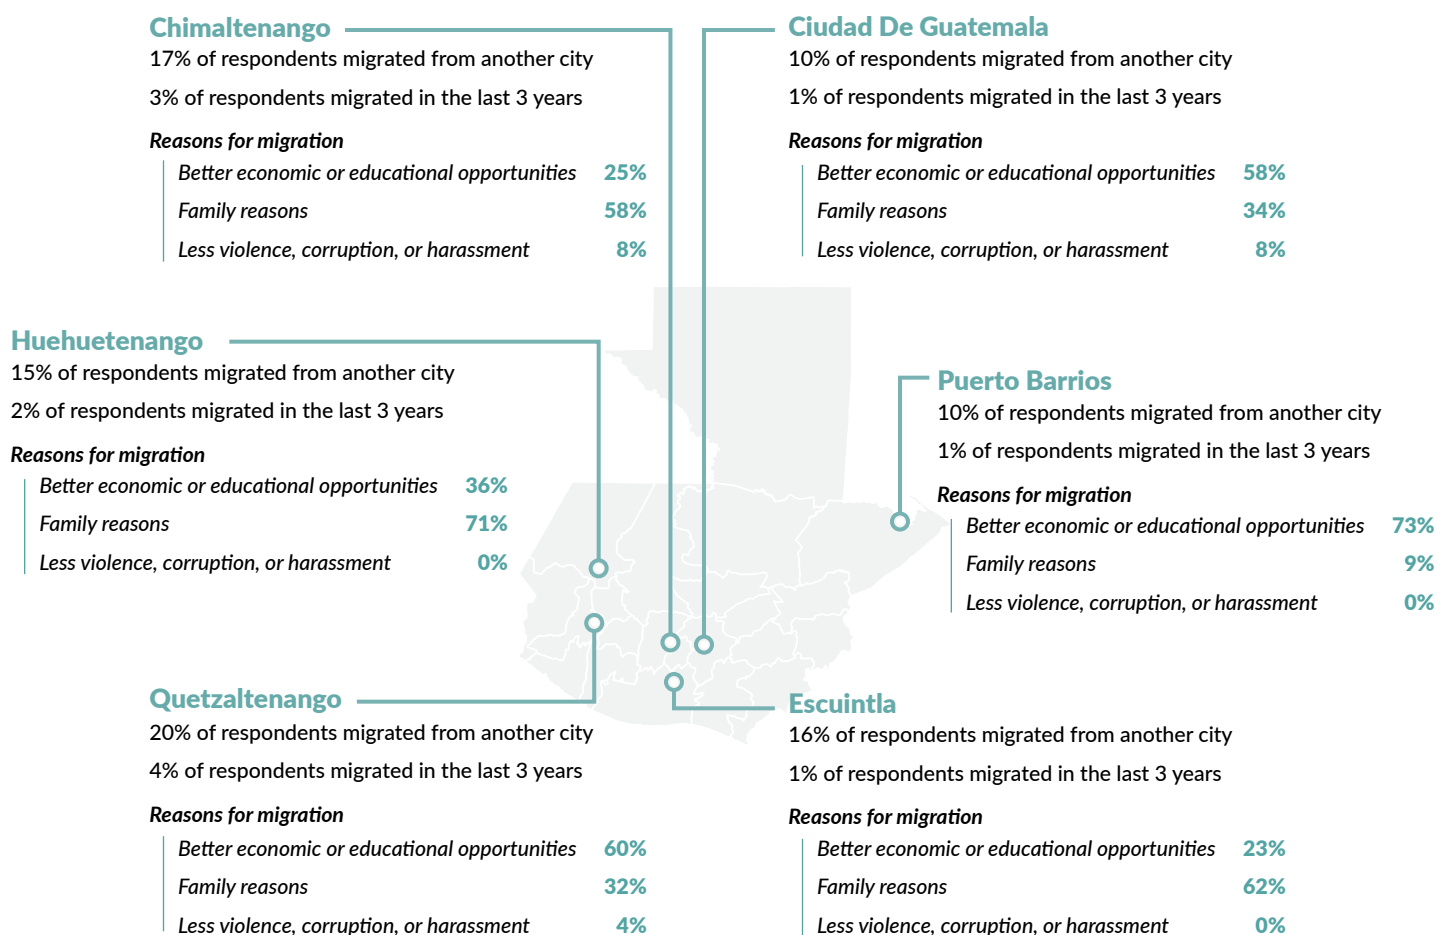 Chimaltenango
17% of respondents migrated from another city
3% of respondents migrated in the last 3 years
Reasons for migration
Better economic or educational opportunities 25%
Family reasons 58%
Less violence, corruption, or harassment 8%
Ciudad De Guatemala
10% of respondents migrated from another city
1% of respondents migrated in the last 3 years
Reasons for migration
Better economic or educational opportunities 58%
Family reasons 34%
Less violence, corruption, or harassment 8%
Huehuetenango
15% of respondents migrated from another city
2% of respondents migrated in the last 3 years
Reasons for migration
Better economic or educational opportunities 36%
Family reasons 71%
Less violence, corruption, or harassment 0%
Puerto Barrios
10% of respondents migrated from another city
1% of respondents migrated in the last 3 years
Reasons for migration
Better economic or educational opportunities 73%
Family reasons 9%
Less violence, corruption, or harassment 0%
Quetzaltenango
20% of respondents migrated from another city
4% of respondents migrated in the last 3 years
Reasons for migration
Better economic or educational opportunities 60%
Family reasons 32%
Less violence, corruption, or harassment 4%
Escuintla
16% of respondents migrated from another city
1% of respondents migrated in the last 3 years
Reasons for migration
Better economic or educational opportunities 23%
Family reasons 62%
Less violence, corruption, or harassment 0%